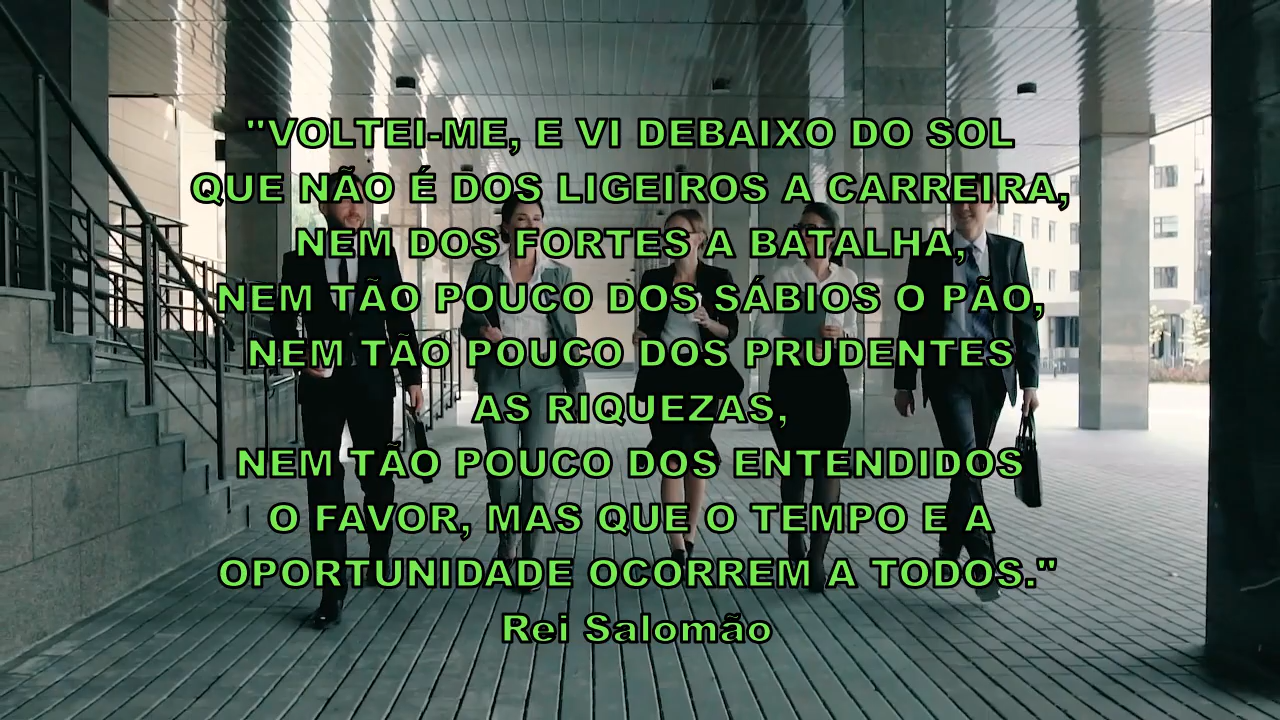 "VOLTEI-ME, E VI DEBAIXO DO SOL
QUE NÃO É DOS LIGEIROS A CARREIRA,
NEM DOS FORTES A BATALHA,
NEM TÃO POUCO DOS SÁBIOS O PÃO,
NEM TÃO POUCO DOS PRUDENTES
AS RIQUEZAS,
NEM TÃO POUCO DOS ENTENDIDOS
O FAVOR, MAS QUE O TEMPO E A
OPORTUNIDADE OCORREM A TODOS."
Rei Salomão